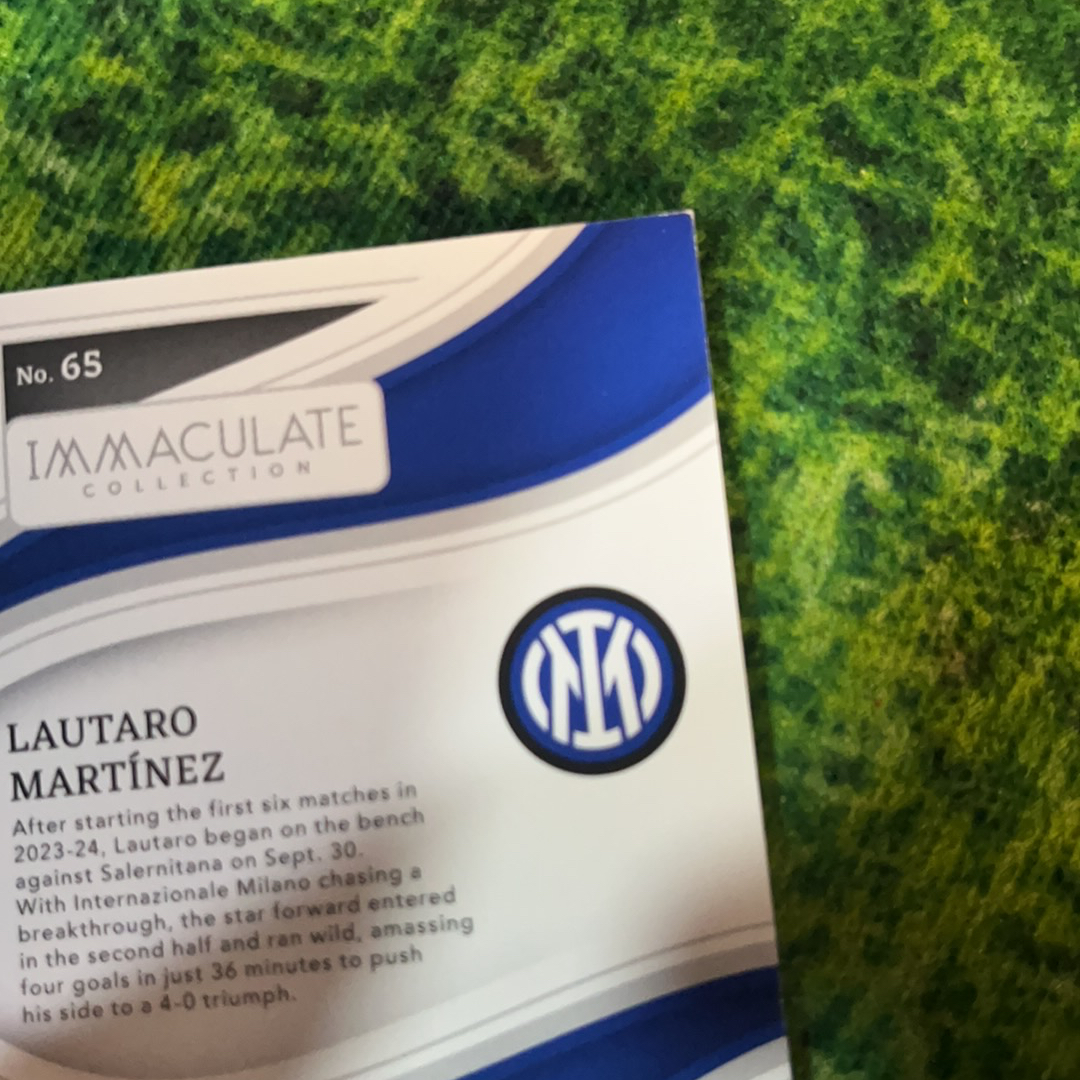 No. 65
IMMACULATE
COLLECTION
LAUTARO
MARTÍNEZ
After starting the first six matches in
2023-24, Lautaro began on the bench
against Salernitana on Sept. 30.
With Internazionale Milano chasing a
breakthrough, the star forward entered
in the second half and ran wild, amassing
four goals in just 36 minutes to push
his side to a 4-0 triumph.